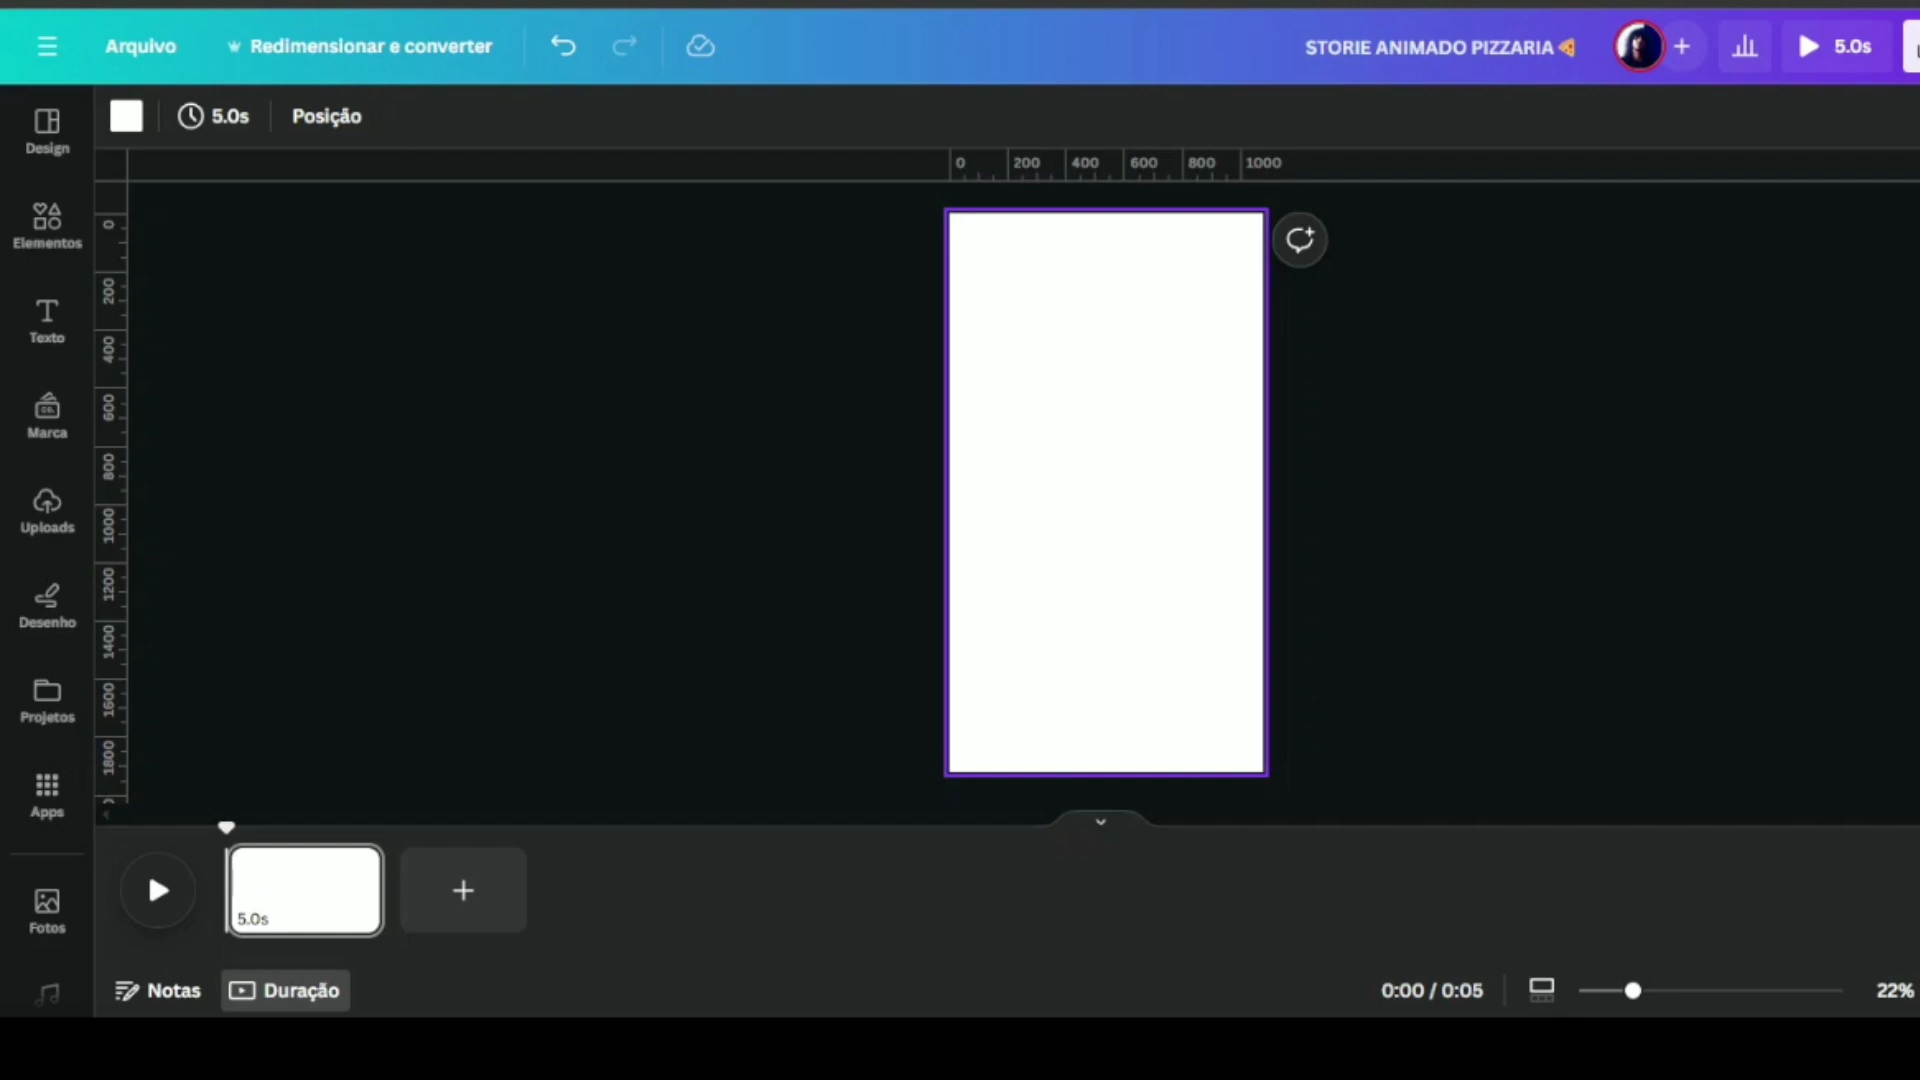 Arquivo
Redimensionar e converter
STORIE ANIMADO PIZZARIA🍕
5.0s
5.0s
Posição
0 200 400 600 800 1000
0
200
400
600
800
1000
1200
1400
1600
1800
Design
Elementos
Texto
Marca
Uploads
Desenho
Projetos
Apps
Fotos
5.0s
Notas
Duração
0:00 / 0:05
22%